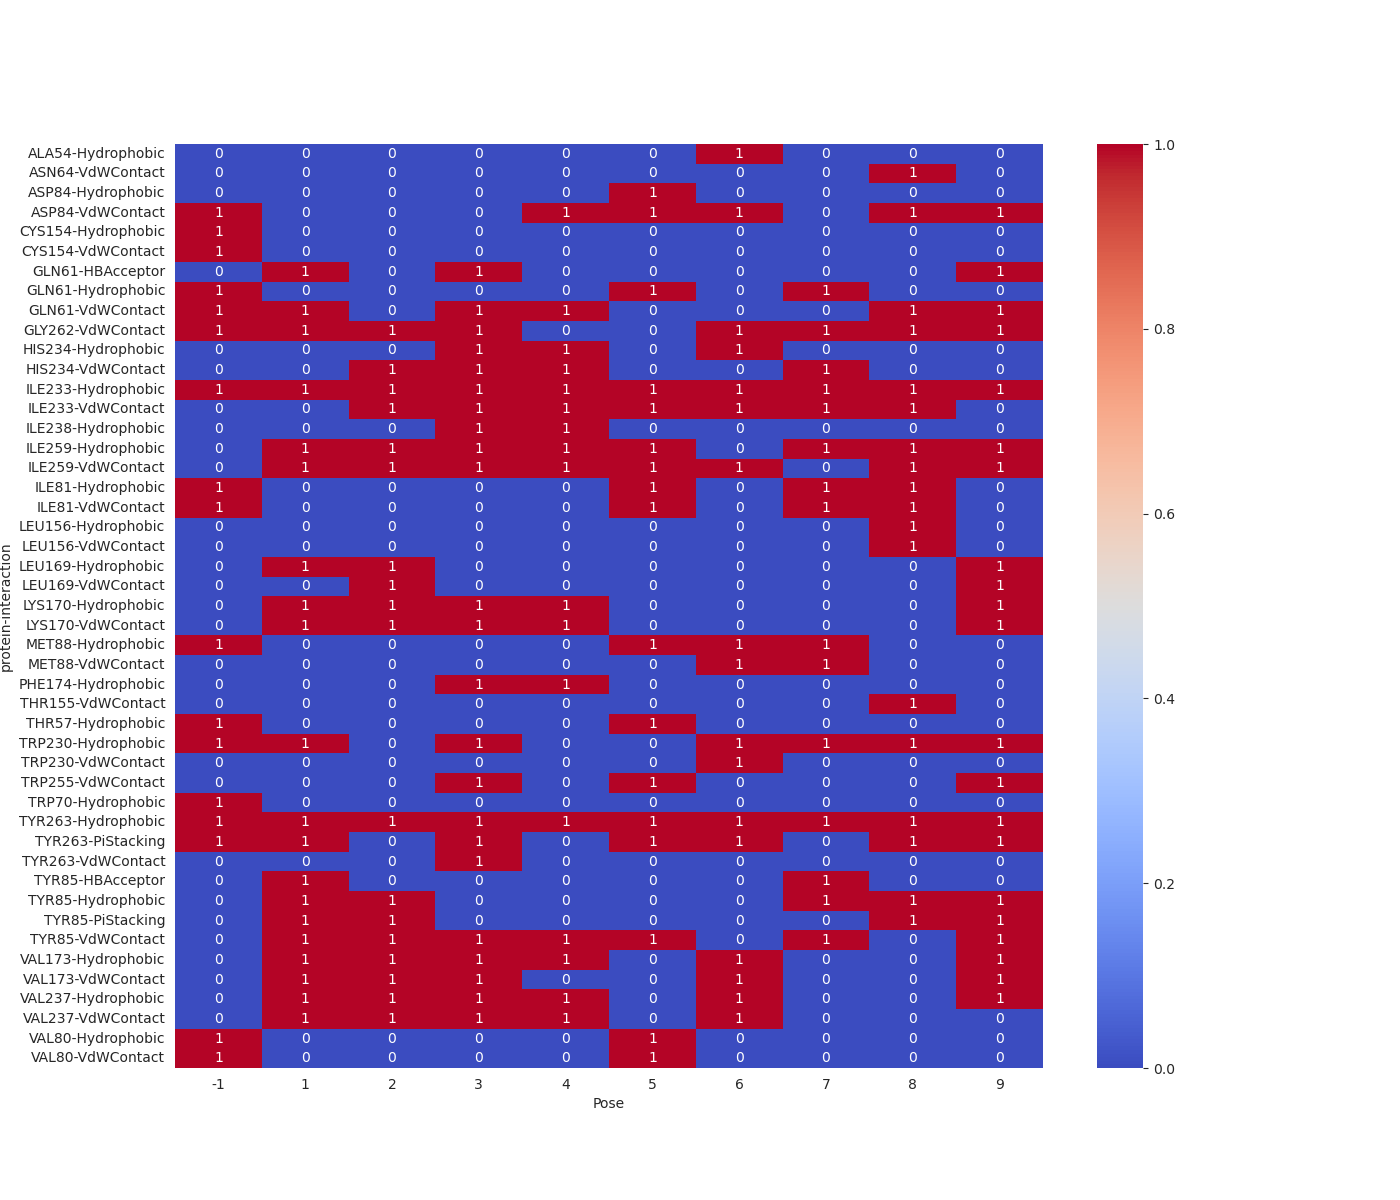 ALA54-Hydrophobic 0 0 0 0 0 0 1 0 0 0 1.0
ASN64-VdWContact 0 0 0 0 0 0 0 0 1 0
ASP84-Hydrophobic 0 0 0 0 0 1 0 0 0 0
ASP84-VdWContact 1 0 0 0 1 1 1 0 1 1
CYS154-Hydrophobic 1 0 0 0 0 0 0 0 0 0
CYS154-VdWContact 1 0 0 0 0 0 0 0 0 0
GLN61-HBAcceptor 0 1 0 1 0 0 0 0 0 1
GLN61-Hydrophobic 1 0 0 0 0 1 0 1 0 0
GLN61-VdWContact 1 1 0 1 1 0 0 0 1 1
GLY262-VdWContact 1 1 1 1 0 0 1 1 1 1 0.8
HIS234-Hydrophobic 0 0 0 1 1 0 1 0 0 0
HIS234-VdWContact 0 0 1 1 1 0 0 1 0 0
ILE233-Hydrophobic 1 1 1 1 1 1 1 1 1 1
ILE233-VdWContact 0 0 1 1 1 1 1 1 1 0
ILE238-Hydrophobic 0 0 0 1 1 0 0 0 0 0
ILE259-Hydrophobic 0 1 1 1 1 1 0 1 1 1
ILE259-VdWContact 0 1 1 1 1 1 1 0 1 1
ILE81-Hydrophobic 1 0 0 0 0 1 0 1 1 0
ILE81-VdWContact 1 0 0 0 0 1 0 1 1 0 0.6
LEU156-Hydrophobic 0 0 0 0 0 0 0 0 1 0
LEU156-VdWContact 0 0 0 0 0 0 0 0 1 0
LEU169-Hydrophobic 0 1 1 0 0 0 0 0 0 1
LEU169-VdWContact 0 0 1 0 0 0 0 0 0 1
LYS170-Hydrophobic 0 1 1 1 1 0 0 0 0 1
LYS170-VdWContact 0 1 1 1 1 0 0 0 0 1
MET88-Hydrophobic 1 0 0 0 0 1 1 1 0 0
MET88-VdWContact 0 0 0 0 0 0 1 1 0 0
PHE174-Hydrophobic 0 0 0 1 1 0 0 0 0 0
THR155-VdWContact 0 0 0 0 0 0 0 0 1 0 0.4
THR57-Hydrophobic 1 0 0 0 0 1 0 0 0 0
TRP230-Hydrophobic 1 1 0 1 0 0 1 1 1 1
TRP230-VdWContact 0 0 0 0 0 0 1 0 0 0
TRP255-VdWContact 0 0 0 1 0 1 0 0 0 1
TRP70-Hydrophobic 1 0 0 0 0 0 0 0 0 0
TYR263-Hydrophobic 1 1 1 1 1 1 1 1 1 1
TYR263-PiStacking 1 1 0 1 0 1 1 0 1 1
TYR263-VdWContact 0 0 0 1 0 0 0 0 0 0
TYR85-HBAcceptor 0 1 0 0 0 0 0 1 0 0 0.2
TYR85-Hydrophobic 0 1 1 0 0 0 0 1 1 1
TYR85-PiStacking 0 1 1 0 0 0 0 0 1 1
TYR85-VdWContact 0 1 1 1 1 1 0 1 0 1
VAL173-Hydrophobic 0 1 1 1 1 0 1 0 0 1
VAL173-VdWContact 0 1 1 1 0 0 1 0 0 1
VAL237-Hydrophobic 0 1 1 1 1 0 1 0 0 1
VAL237-VdWContact 0 1 1 1 1 0 1 0 0 0
VAL80-Hydrophobic 1 0 0 0 0 1 0 0 0 0
VAL80-VdWContact 1 0 0 0 0 1 0 0 0 0 0.0
-1 1 2 3 4 5 6 7 8 9
Pose
protein-interaction